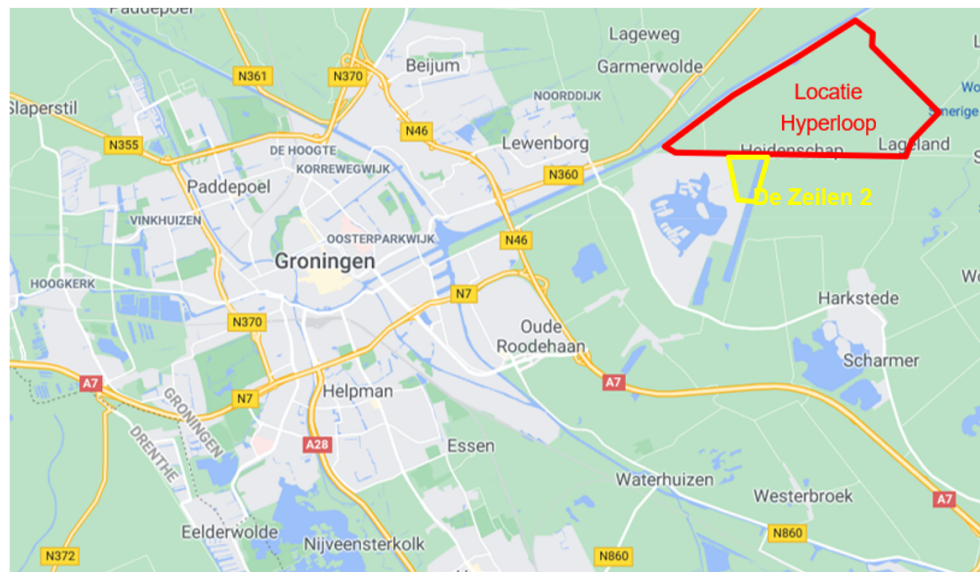 Paddepoel
Lageweg
Garmerwolde
Beijum
N361
N370
NOORDDIJK
Locatie
Hyperloop
Slaperstil
N46
Lewenborg
N355
DE HOOGTE
KORREWEGWIJK
N360
Heidenschap
Lageland
Paddepoel
De Zeilen 2
VINKHUIZEN
OOSTERPARKWIJK
N46
Groningen
HOOGKERK
N7
Harkstede
N370
Oude
Roodehaan
Scharmer
A7
A7
N7
Helpman
GRONINGEN
DRENTHE
A28
Essen
Waterhuizen
Westerbroek
A7
Eelderwolde
N860
Nijveensterkolk
N372
N860